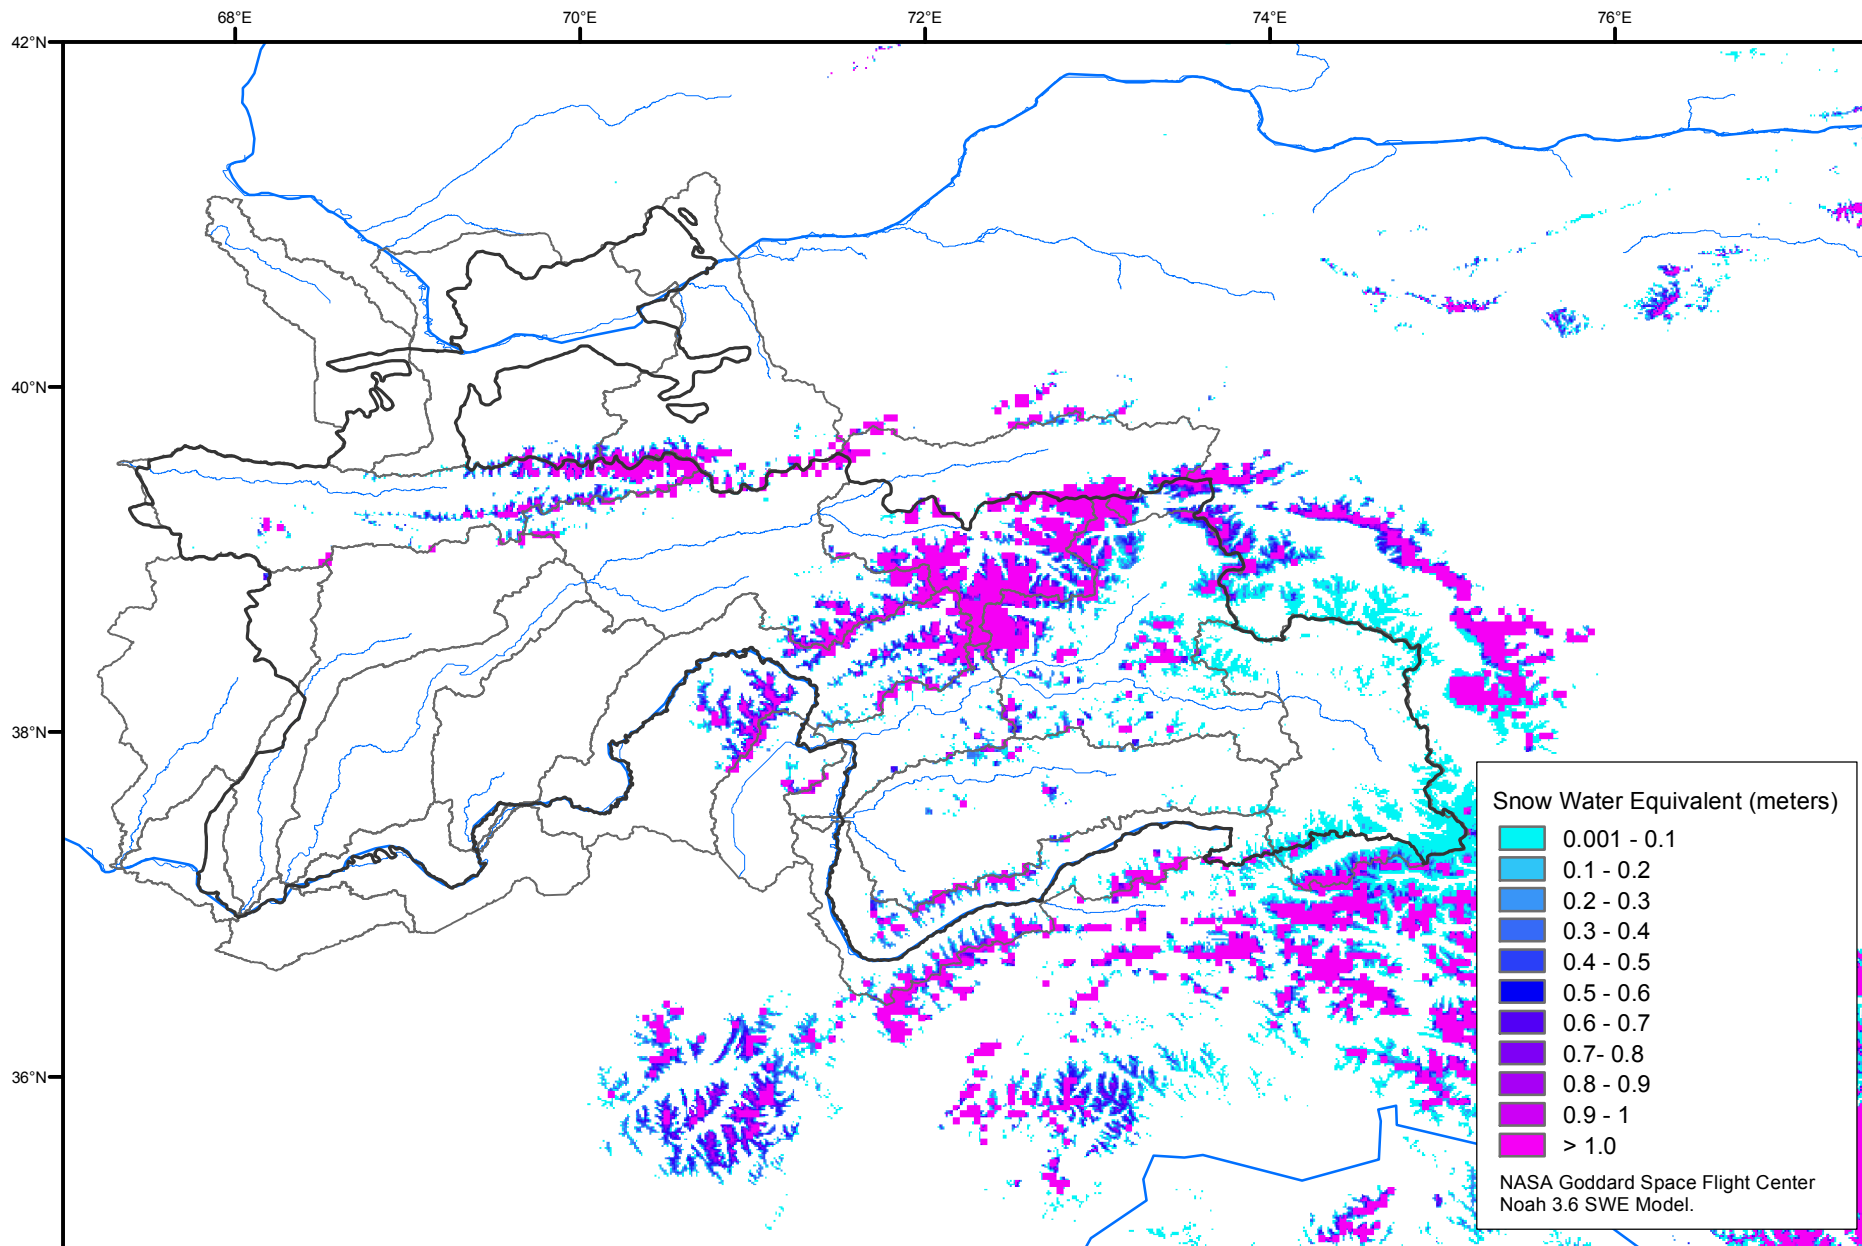 68°E 70°E 72°E 74°E 76°E
42°N
40°N
38°N
36°N
Snow Water Equivalent (meters)
0.001 - 0.1
0.1 - 0.2
0.2 - 0.3
0.3 - 0.4
0.4 - 0.5
0.5 - 0.6
0.6 - 0.7
0.7- 0.8
0.8 - 0.9
0.9 - 1
> 1.0
NASA Goddard Space Flight Center
Noah 3.6 SWE Model.